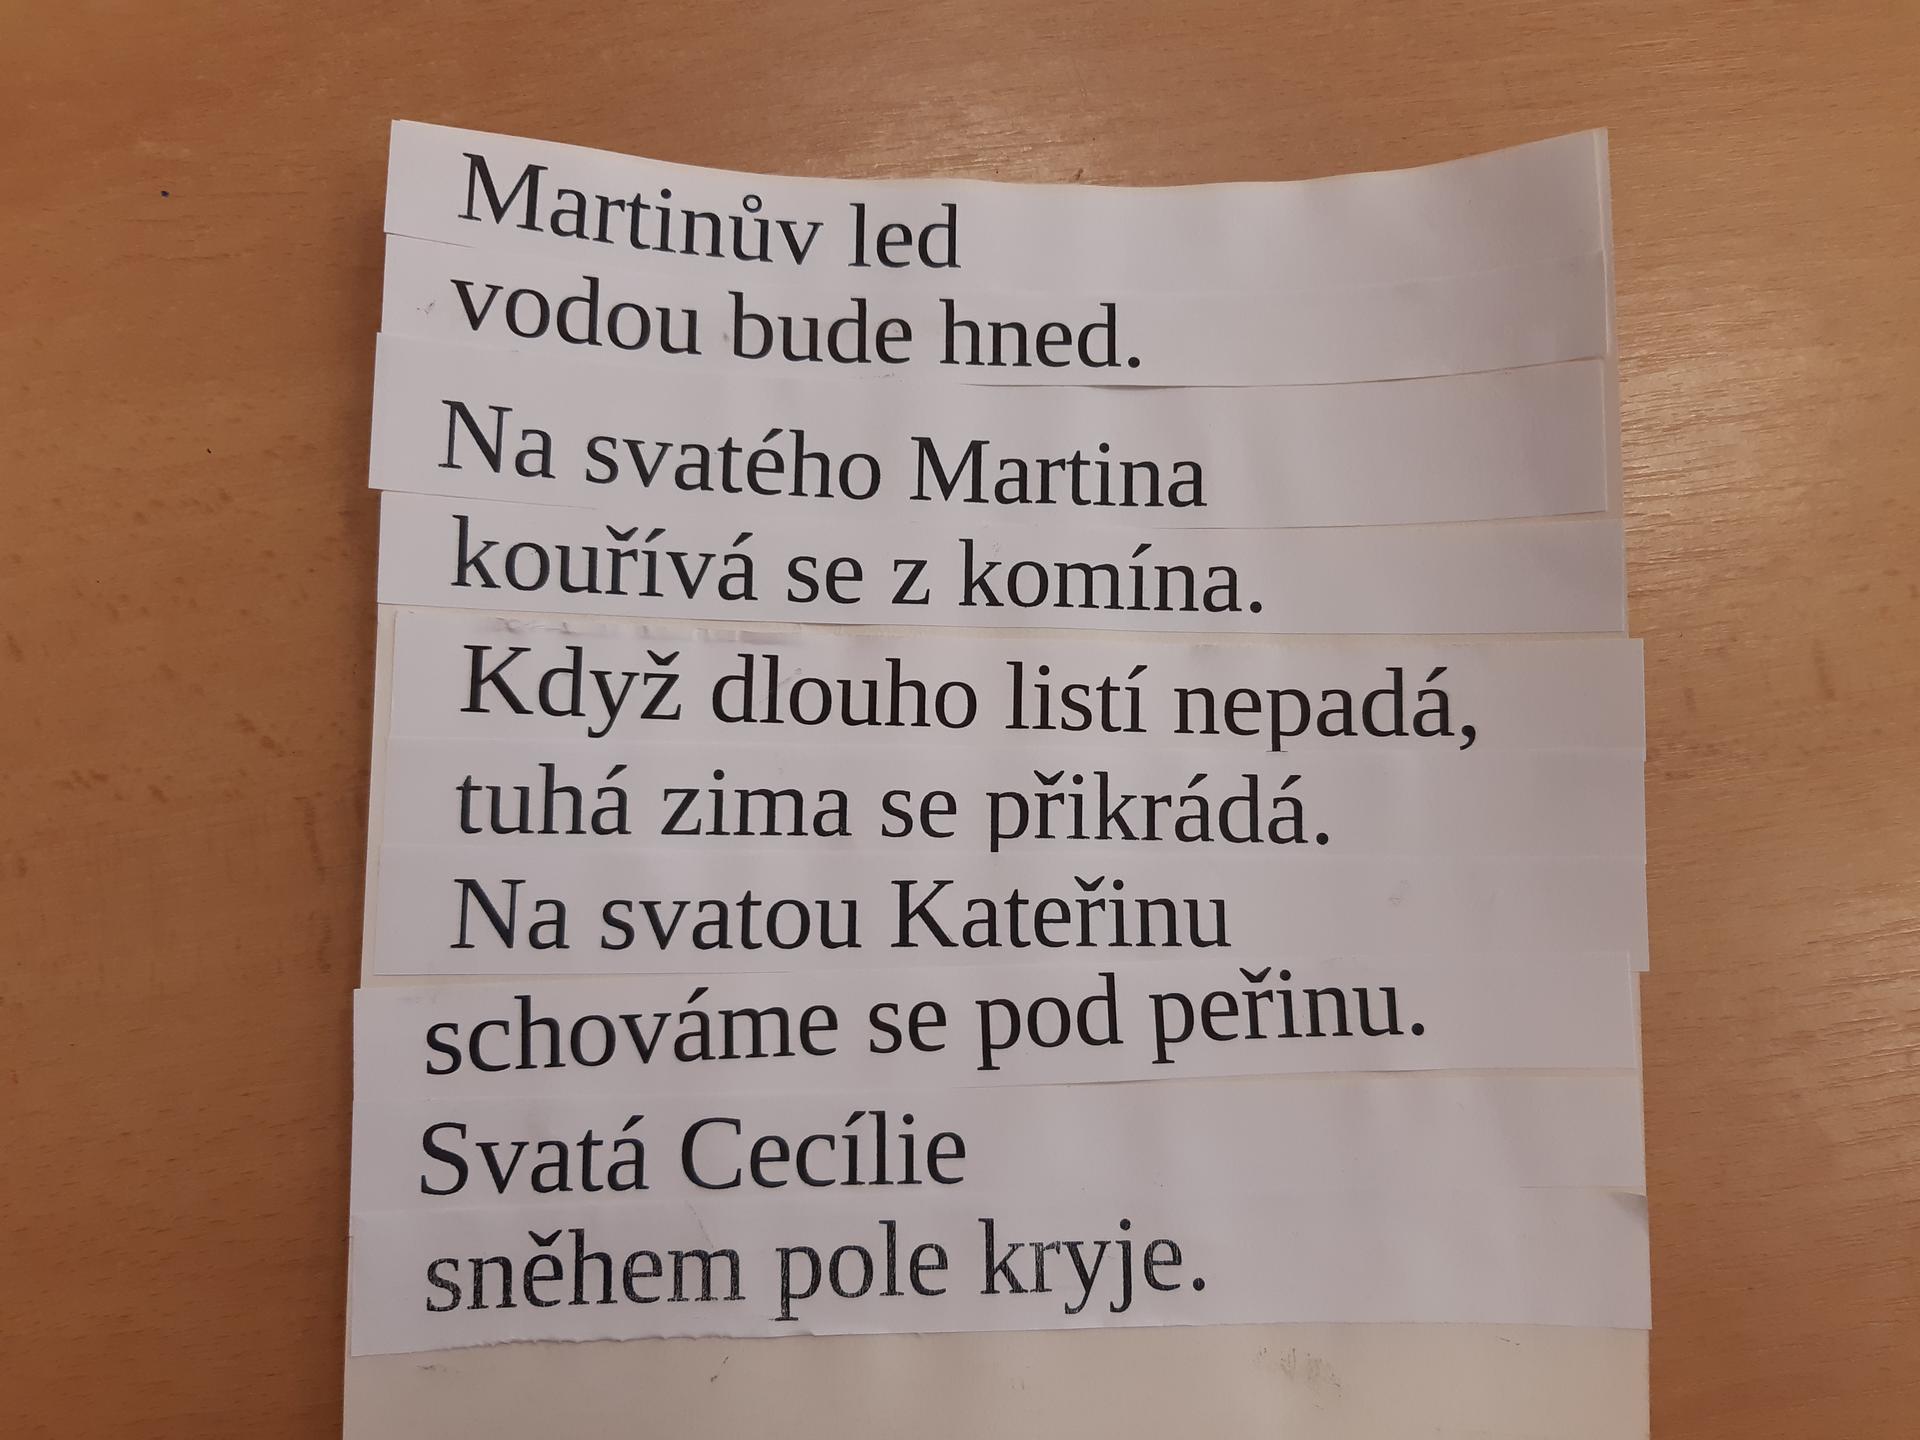 Martinův led
vodou bude hned.
Na svatého Martina
kouřívá se z komína.
Když dlouho listí nepadá,
tuhá zima se přikrádá.
Na svatou Kateřinu
schováme se pod peřinu.
Svatá Cecílie
sněhem pole kryje.